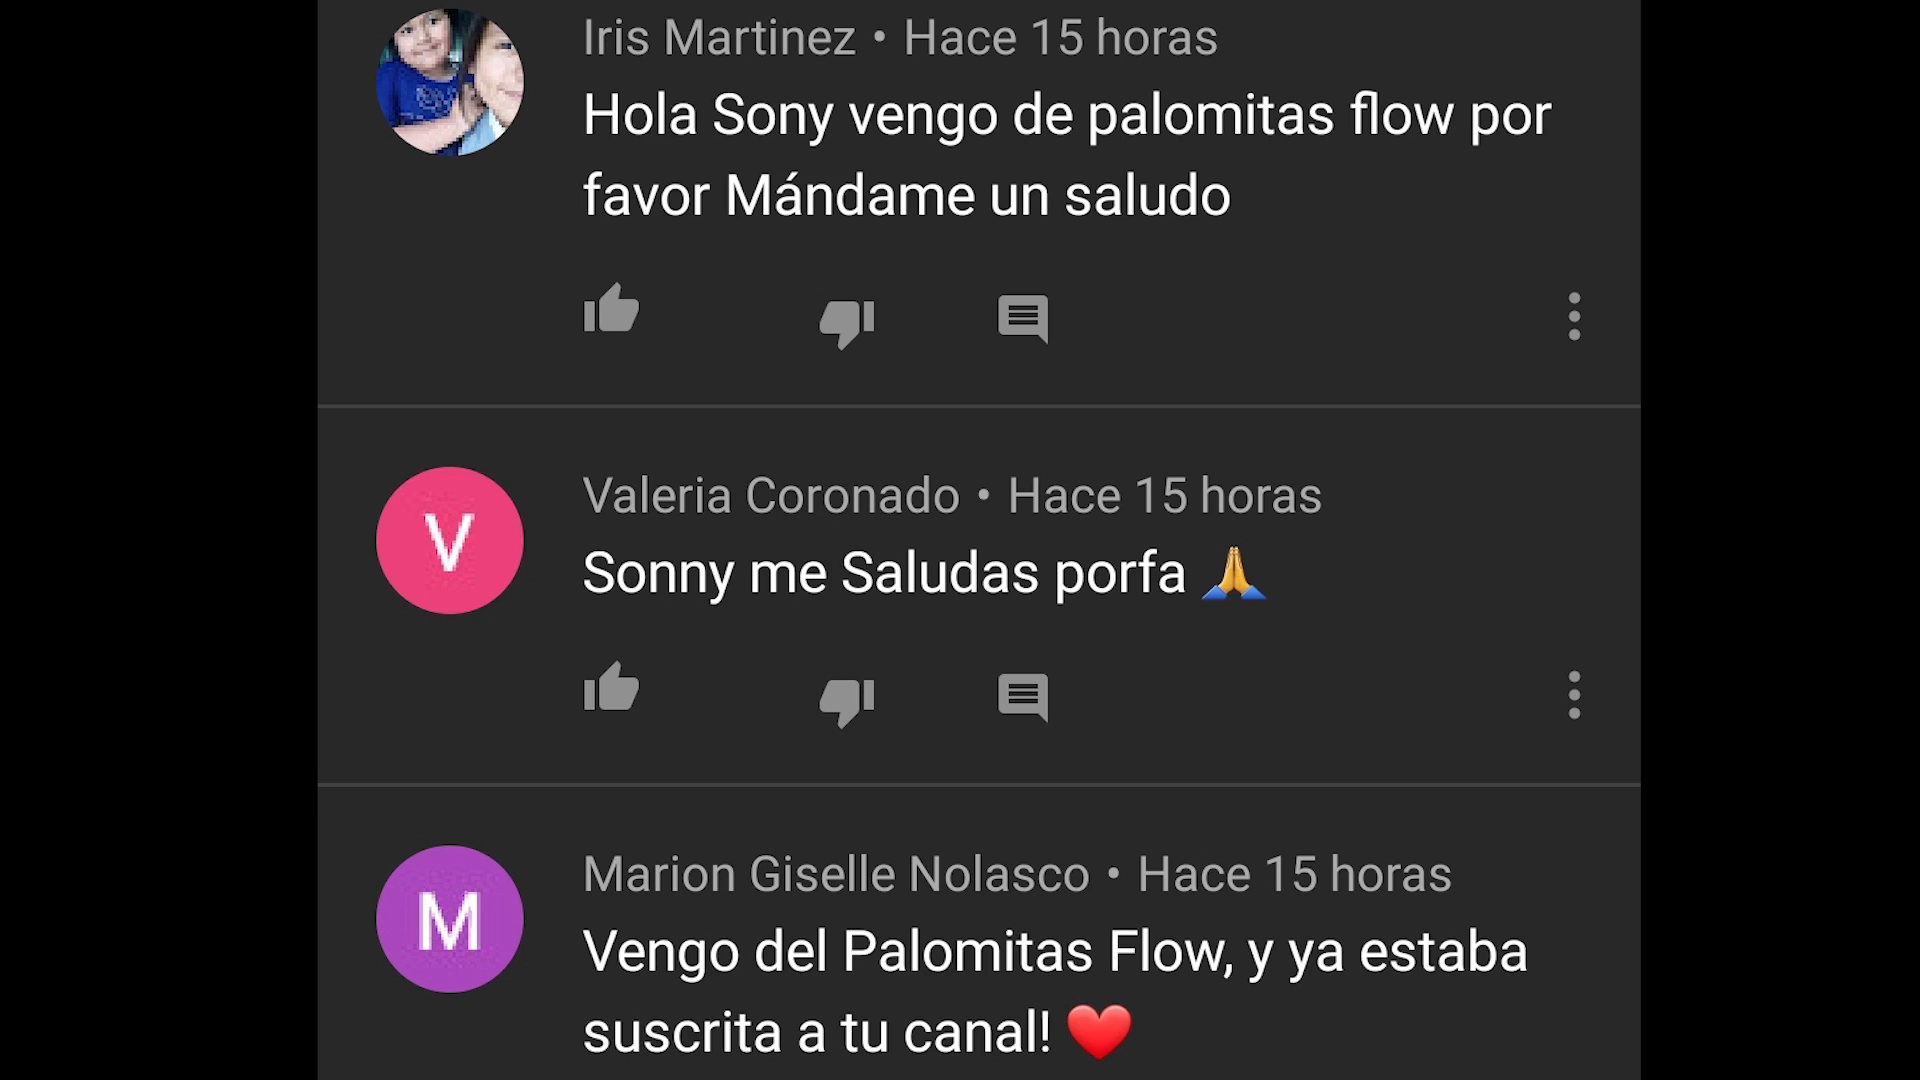 Iris Martinez • Hace 15 horas
Hola Sony vengo de palomitas flow por
favor Mándame un saludo
V
Valeria Coronado • Hace 15 horas
Sonny me Saludas porfa 🙏
M
Marion Giselle Nolasco • Hace 15 horas
Vengo del Palomitas Flow, y ya estaba
suscrita a tu canal! ❤️